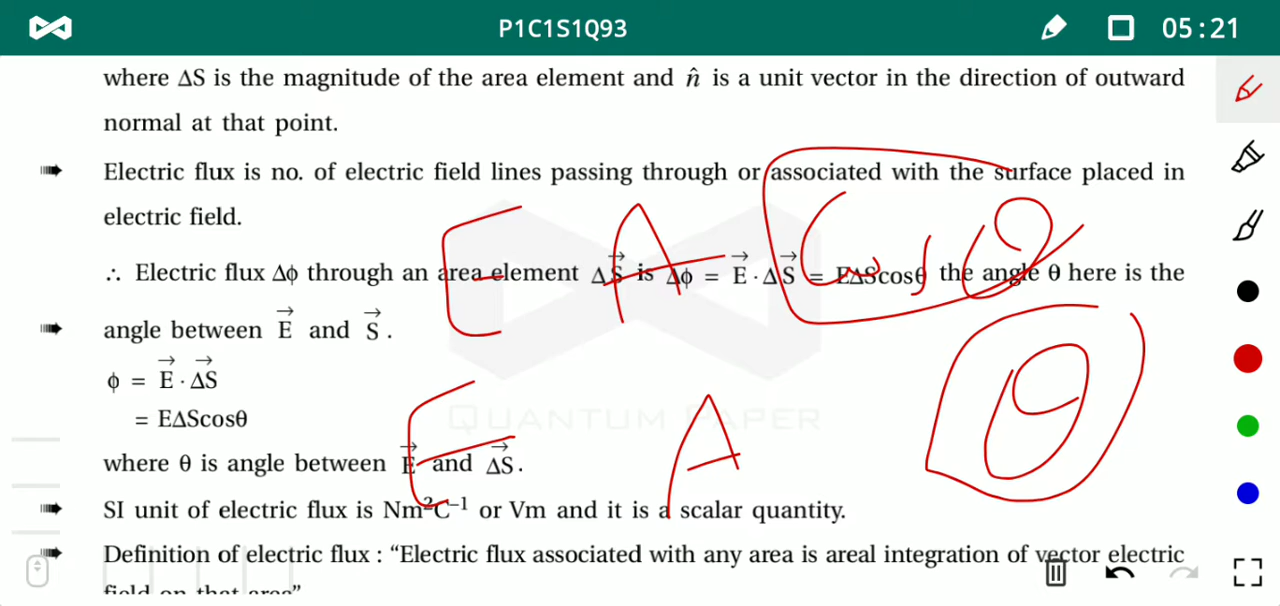 P1C1S1Q93 05:21
where ΔS is the magnitude of the area element and n̂ is a unit vector in the direction of outward
normal at that point.
➠ Electric flux is no. of electric field lines passing through or associated with the surface placed in
electric field.
∴ Electric flux Δϕ through an area element ΔS⃗ is Δϕ = E⃗ · ΔS⃗ = EΔScosθ the angle θ here is the
➠ angle between E⃗ and S⃗ .
ϕ = E⃗ · ΔS⃗
= EΔScosθ
where θ is angle between E⃗ and ΔS⃗ .
➠ SI unit of electric flux is Nm²C⁻¹ or Vm and it is a scalar quantity.
➠ Definition of electric flux : “Electric flux associated with any area is areal integration of vector electric
field on that area”
E A Cosθ
E A θ
QUANTUM PAPER